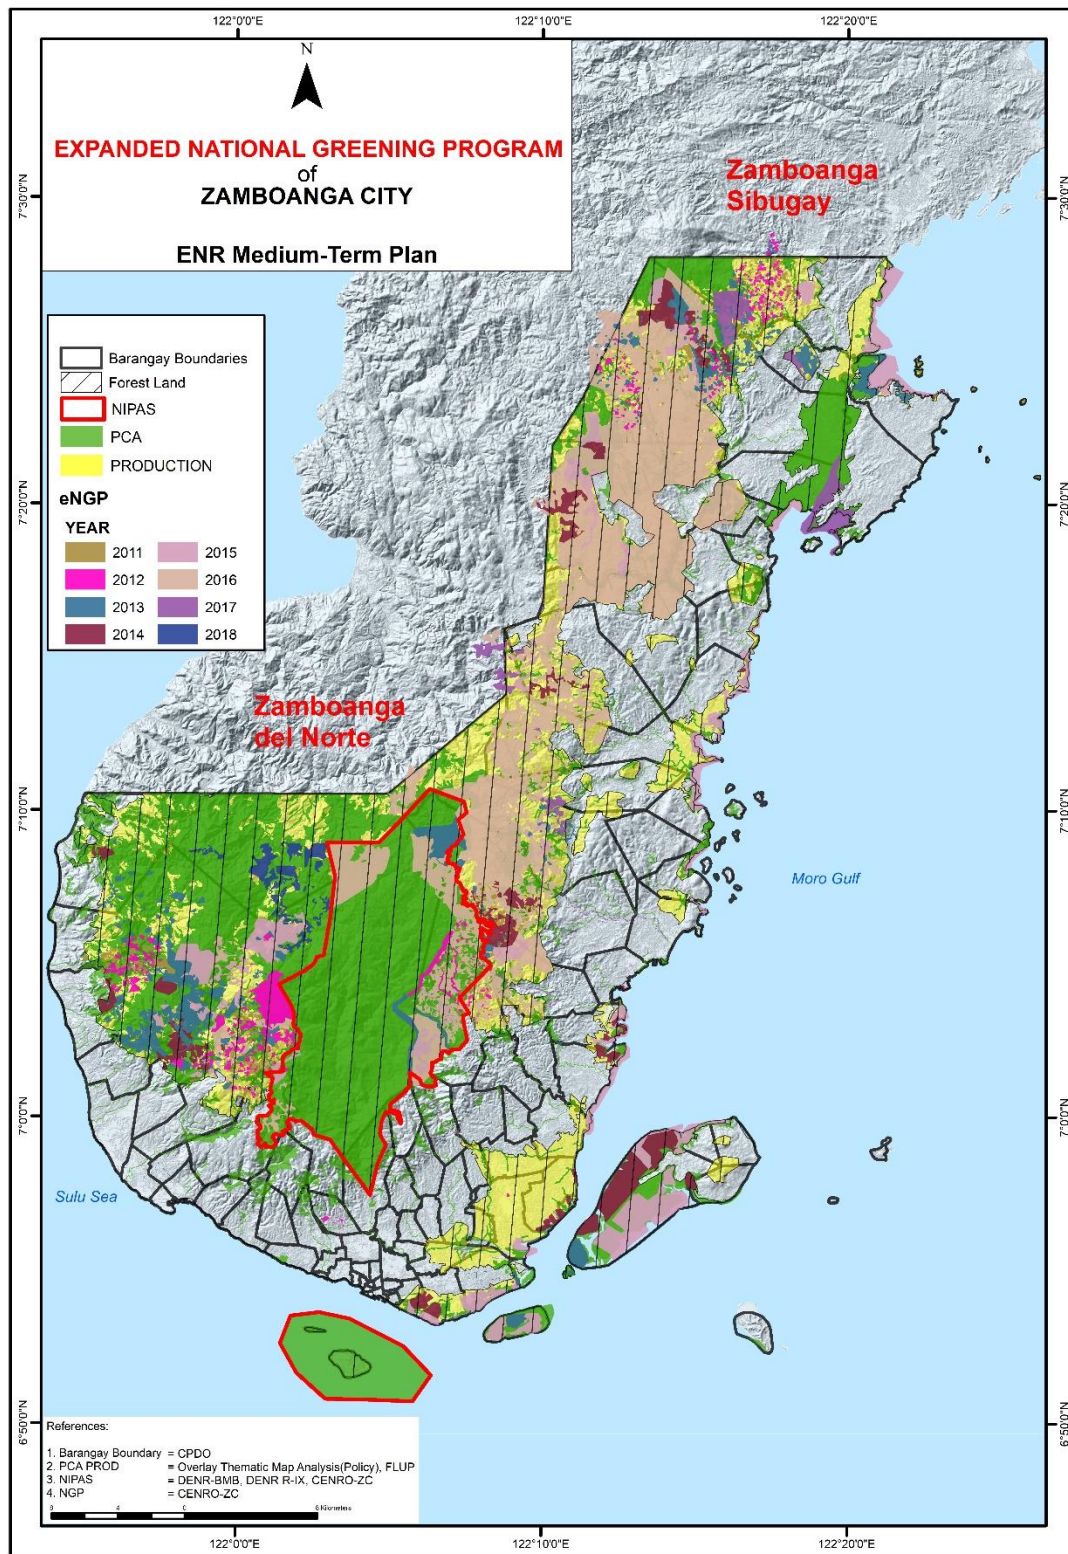 122°0'0"E
122°10'0"E
122°20'0"E
N
EXPANDED NATIONAL GREENING PROGRAM
of
ZAMBOANGA CITY
ENR Medium-Term Plan
Zamboanga
Sibugay
7°30'0"N
7°30'0"N
Barangay Boundaries
Forest Land
NIPAS
PCA
PRODUCTION
eNGP
YEAR
2011
2015
2012
2016
2013
2017
2014
2018
7°20'0"N
7°20'0"N
Zamboanga
del Norte
7°10'0"N
7°10'0"N
Moro Gulf
7°0'0"N
7°0'0"N
Sulu Sea
6°50'0"N
6°50'0"N
References:
1. Barangay Boundary = CPDO
2. PCA PROD = Overlay Thematic Map Analysis(Policy), FLUP
3. NIPAS = DENR-BMB, DENR R-IX, CENRO-ZC
4. NGP = CENRO-ZC
4
Kilometers
122°0'0"E
122°10'0"E
122°20'0"E